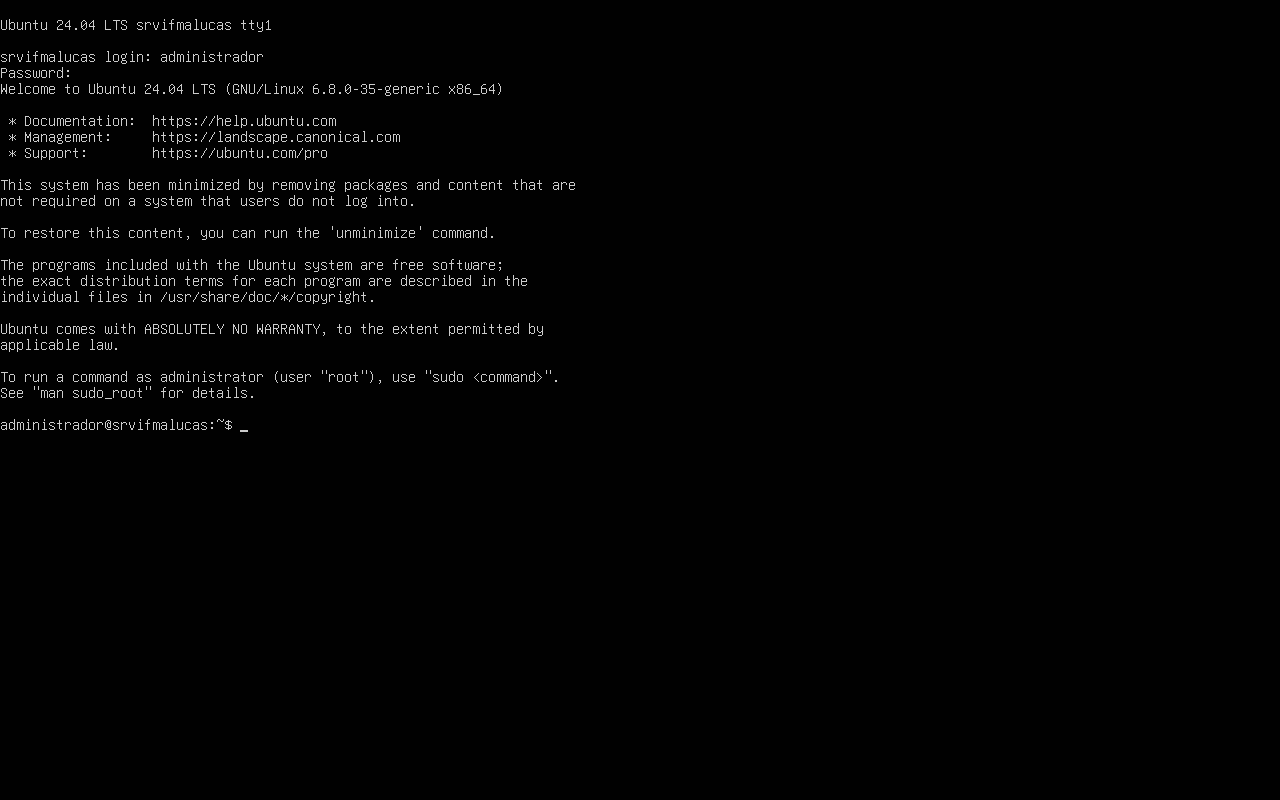 Ubuntu 24.04 LTS srvifmalucas tty1
srvifmalucas login: administrador
Password:
Welcome to Ubuntu 24.04 LTS (GNU/Linux 6.8.0-35-generic x86_64)
* Documentation:  https://help.ubuntu.com
* Management:     https://landscape.canonical.com
* Support:        https://ubuntu.com/pro
This system has been minimized by removing packages and content that are
not required on a system that users do not log into.
To restore this content, you can run the 'unminimize' command.
The programs included with the Ubuntu system are free software;
the exact distribution terms for each program are described in the
individual files in /usr/share/doc/*/copyright.
Ubuntu comes with ABSOLUTELY NO WARRANTY, to the extent permitted by
applicable law.
To run a command as administrator (user "root"), use "sudo <command>".
See "man sudo_root" for details.
administrador@srvifmalucas:~$ _